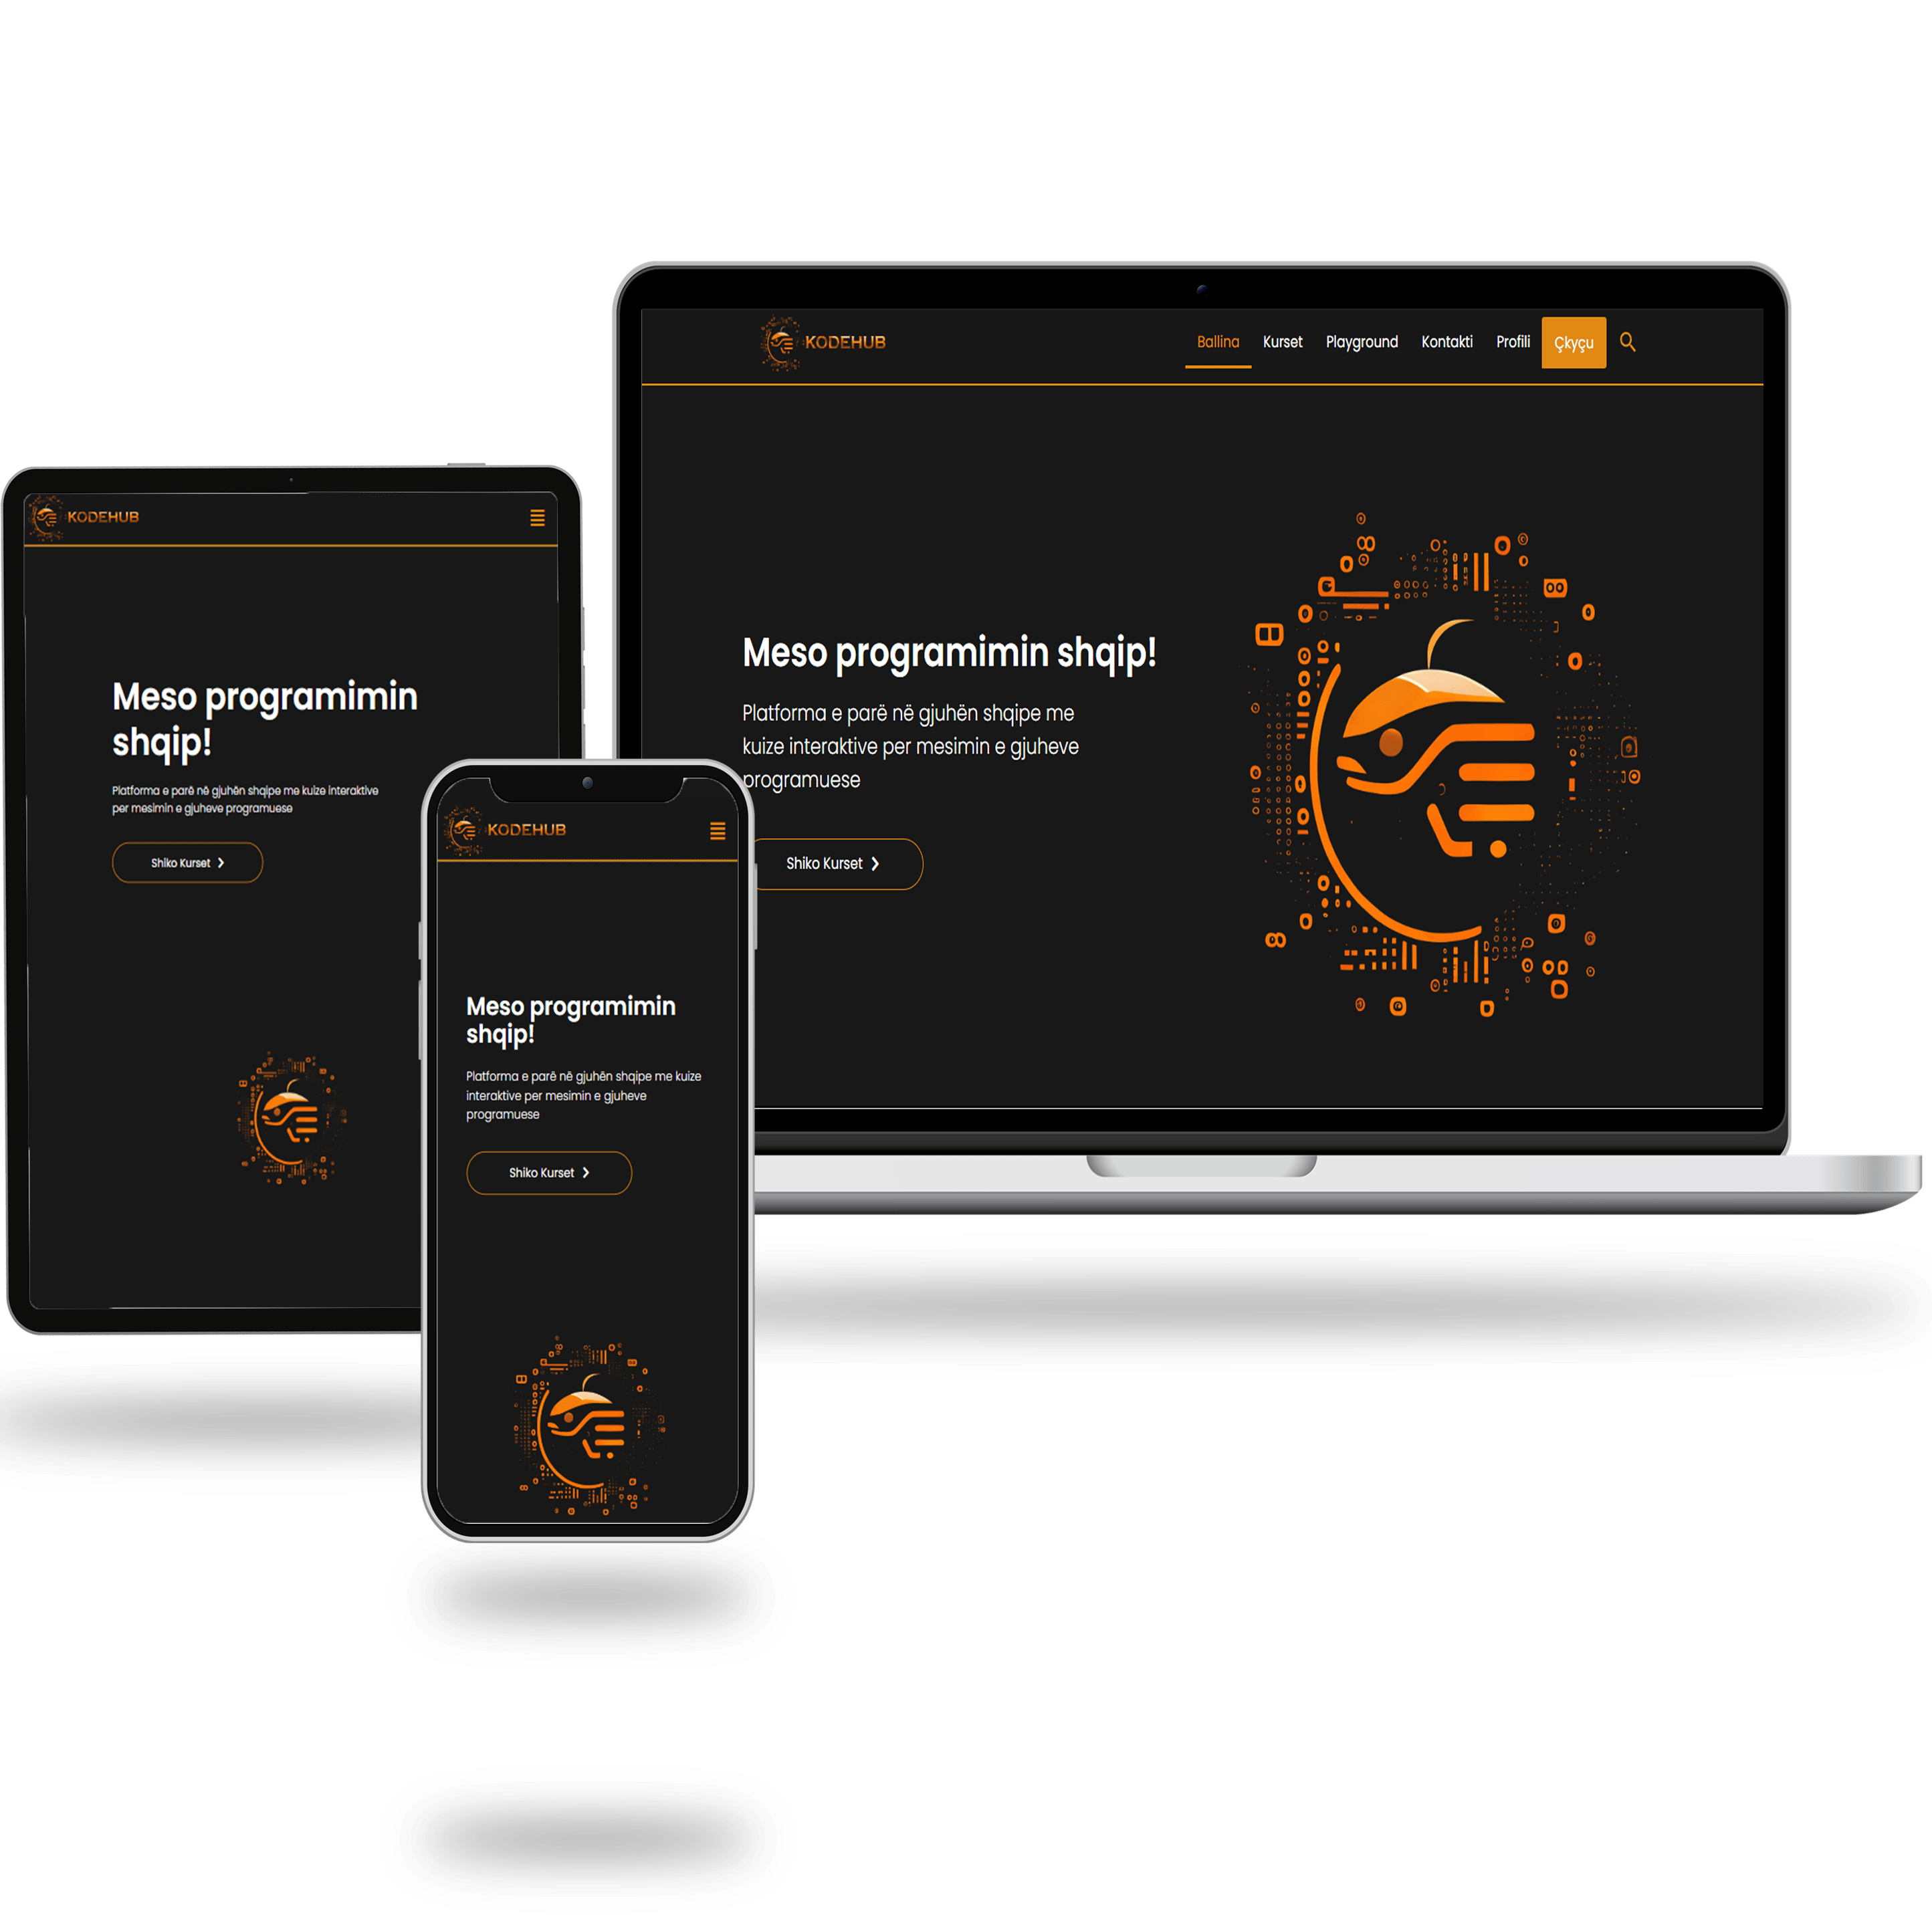 KODEHUB
Ballina Kurset Playground Kontakti Profili Çkyçu
Meso programimin shqip!
Platforma e parë në gjuhën shqipe me
kuize interaktive per mesimin e gjuheve
programuese
Shiko Kurset
KODEHUB
Meso programimin
shqip!
Platforma e parë në gjuhën shqipe me kuize interaktive
per mesimin e gjuheve programuese
Shiko Kurset
KODEHUB
Meso programimin
shqip!
Platforma e parë në gjuhën shqipe me kuize
interaktive per mesimin e gjuheve
programuese
Shiko Kurset